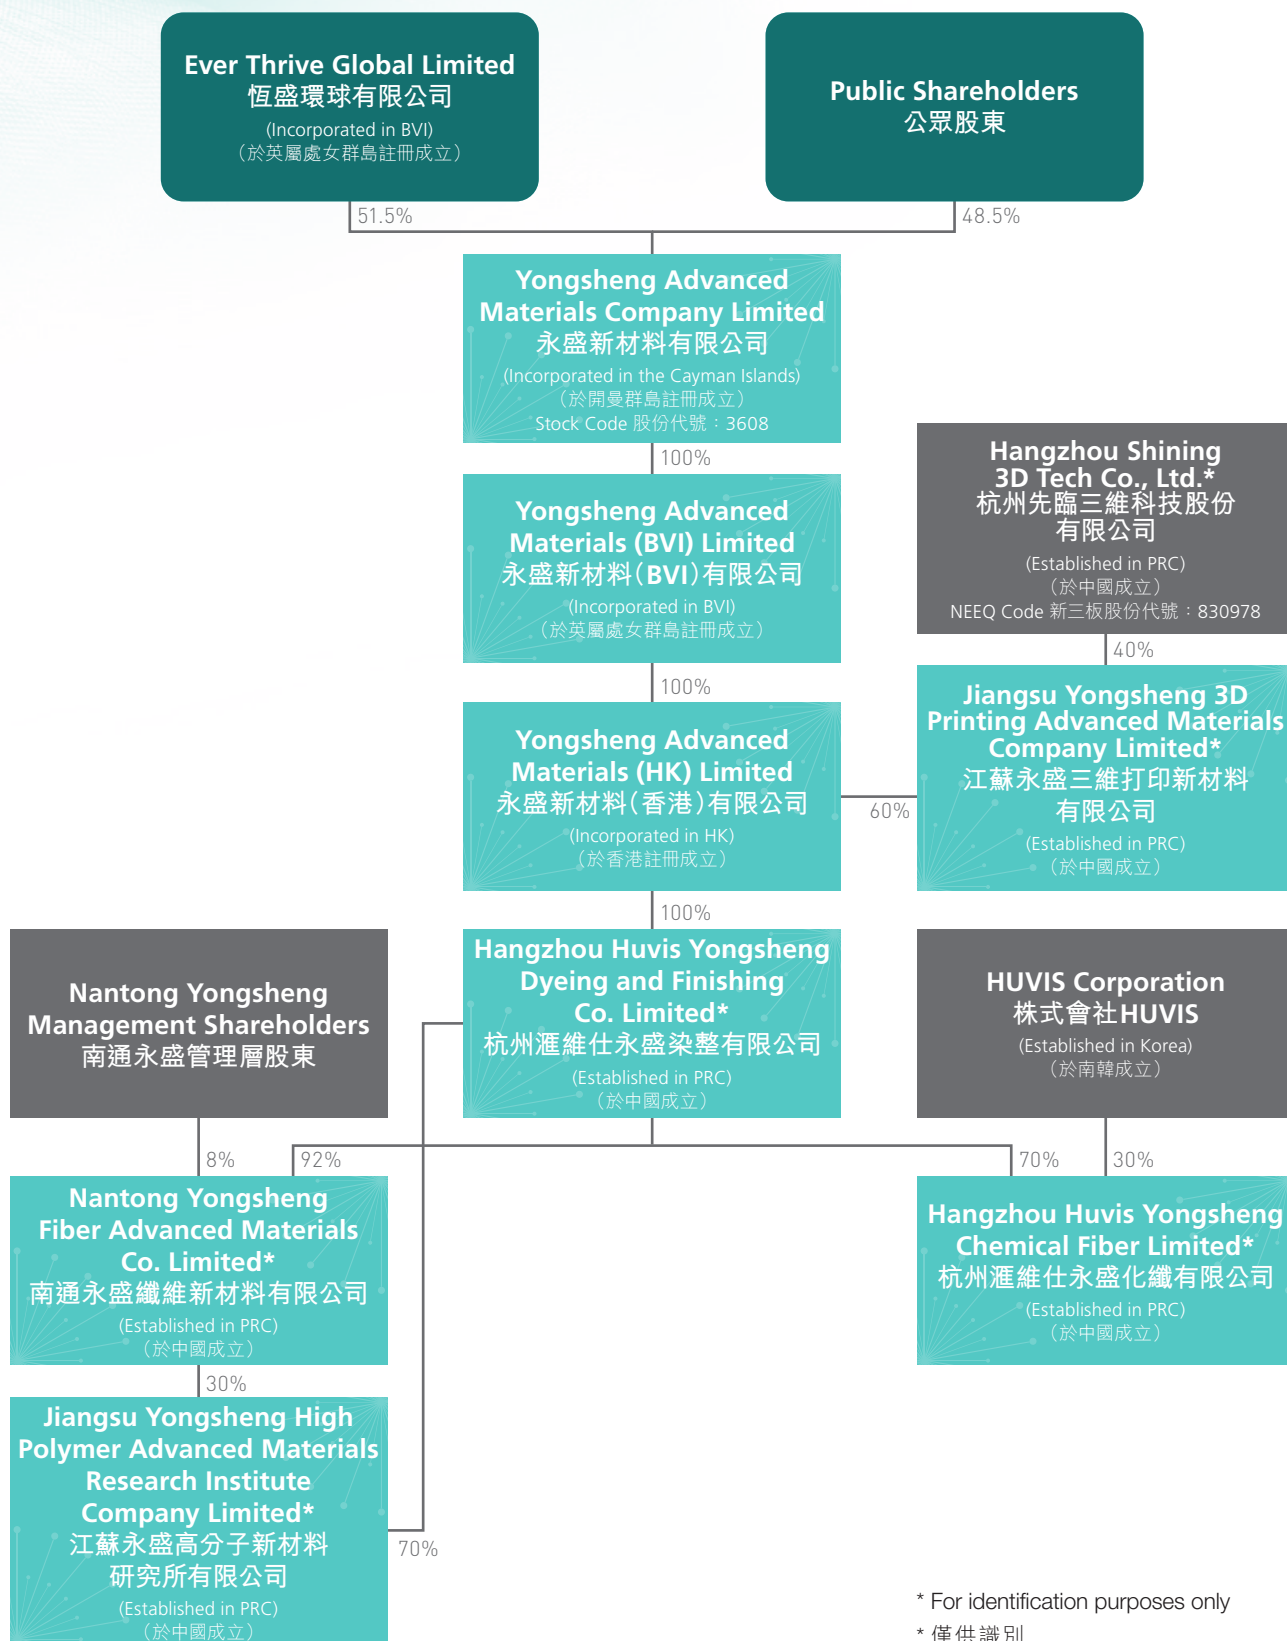 Ever Thrive Global Limited
恆盛環球有限公司
(Incorporated in BVI)
（於英屬處女群島註冊成立）
Public Shareholders
公眾股東
51.5%
48.5%
Yongsheng Advanced
Materials Company Limited
永盛新材料有限公司
(Incorporated in the Cayman Islands)
（於開曼群島註冊成立）
Stock Code 股份代號：3608
100%
Yongsheng Advanced
Materials (BVI) Limited
永盛新材料（BVI）有限公司
(Incorporated in BVI)
（於英屬處女群島註冊成立）
Hangzhou Shining
3D Tech Co., Ltd.*
杭州先臨三維科技股份
有限公司
(Established in PRC)
（於中國成立）
NEEQ Code 新三板股份代號：830978
100%
40%
Yongsheng Advanced
Materials (HK) Limited
永盛新材料（香港）有限公司
(Incorporated in HK)
（於香港註冊成立）
60%
Jiangsu Yongsheng 3D
Printing Advanced Materials
Company Limited*
江蘇永盛三維打印新材料
有限公司
(Established in PRC)
（於中國成立）
100%
Nantong Yongsheng
Management Shareholders
南通永盛管理層股東
Hangzhou Huvis Yongsheng
Dyeing and Finishing
Co. Limited*
杭州滙維仕永盛染整有限公司
(Established in PRC)
（於中國成立）
HUVIS Corporation
株式會社HUVIS
(Established in Korea)
（於南韓成立）
8%
92%
70%
30%
Nantong Yongsheng
Fiber Advanced Materials
Co. Limited*
南通永盛纖維新材料有限公司
(Established in PRC)
（於中國成立）
Hangzhou Huvis Yongsheng
Chemical Fiber Limited*
杭州滙維仕永盛化纖有限公司
(Established in PRC)
（於中國成立）
30%
Jiangsu Yongsheng High
Polymer Advanced Materials
Research Institute
Company Limited*
江蘇永盛高分子新材料
研究所有限公司
(Established in PRC)
（於中國成立）
70%
* For identification purposes only
* 僅供識別